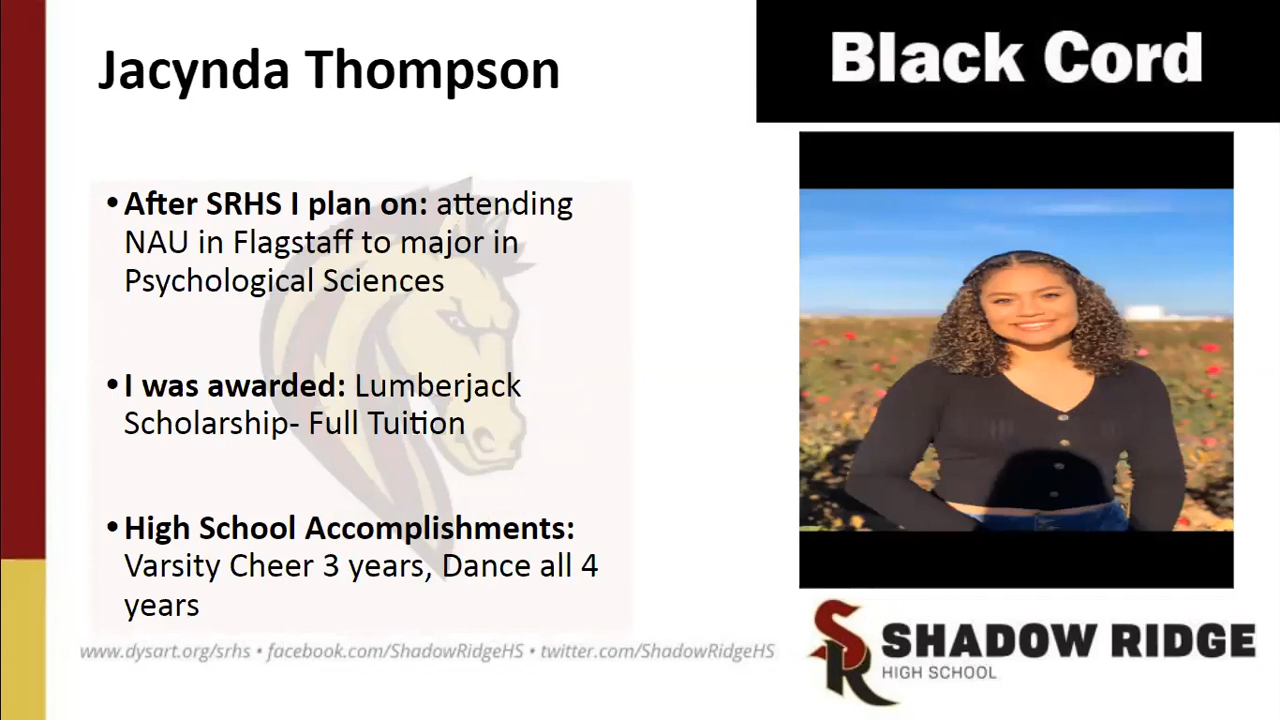 Jacynda Thompson
Black Cord
•After SRHS I plan on: attending
NAU in Flagstaff to major in
Psychological Sciences
•I was awarded: Lumberjack
Scholarship- Full Tuition
•High School Accomplishments:
Varsity Cheer 3 years, Dance all 4
years
www.dysart.org/srhs • facebook.com/ShadowRidgeHS • twitter.com/ShadowRidgeHS
SR
SHADOW RIDGE
HIGH SCHOOL